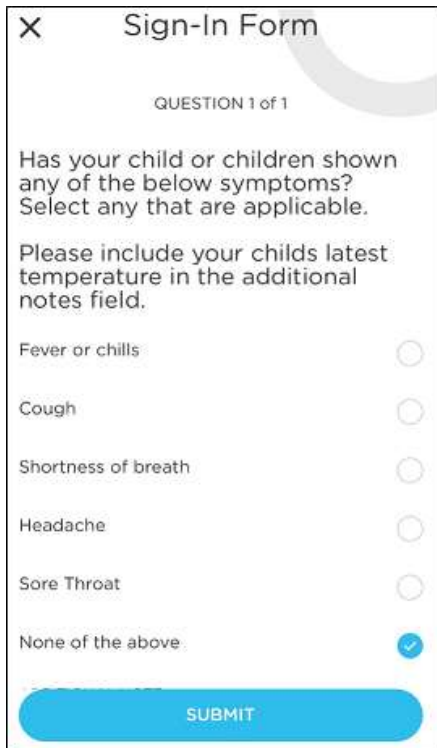 Sign-In Form
QUESTION 1 of 1
Has your child or children shown
any of the below symptoms?
Select any that are applicable.
Please include your childs latest
temperature in the additional
notes field.
Fever or chills
Cough
Shortness of breath
Headache
Sore Throat
None of the above
SUBMIT